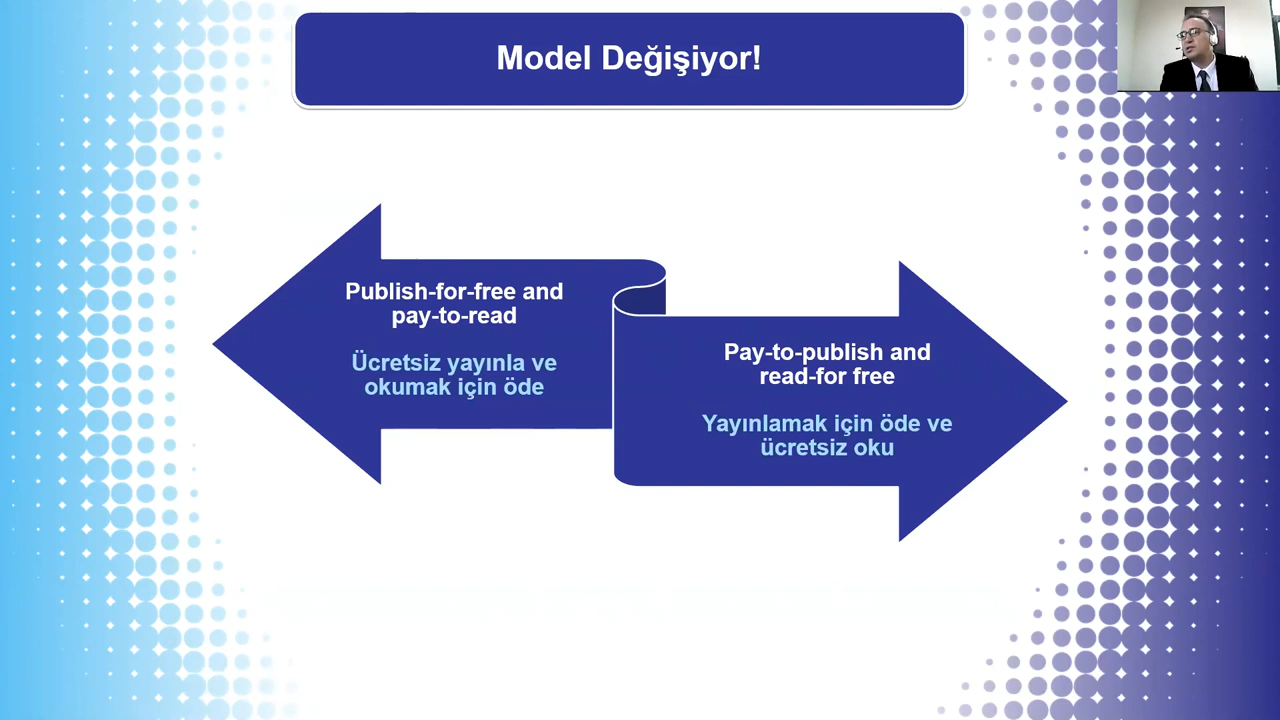 Model Değişiyor!
Publish-for-free and
pay-to-read
Ücretsiz yayınla ve
okumak için öde
Pay-to-publish and
read-for free
Yayınlamak için öde ve
ücretsiz oku